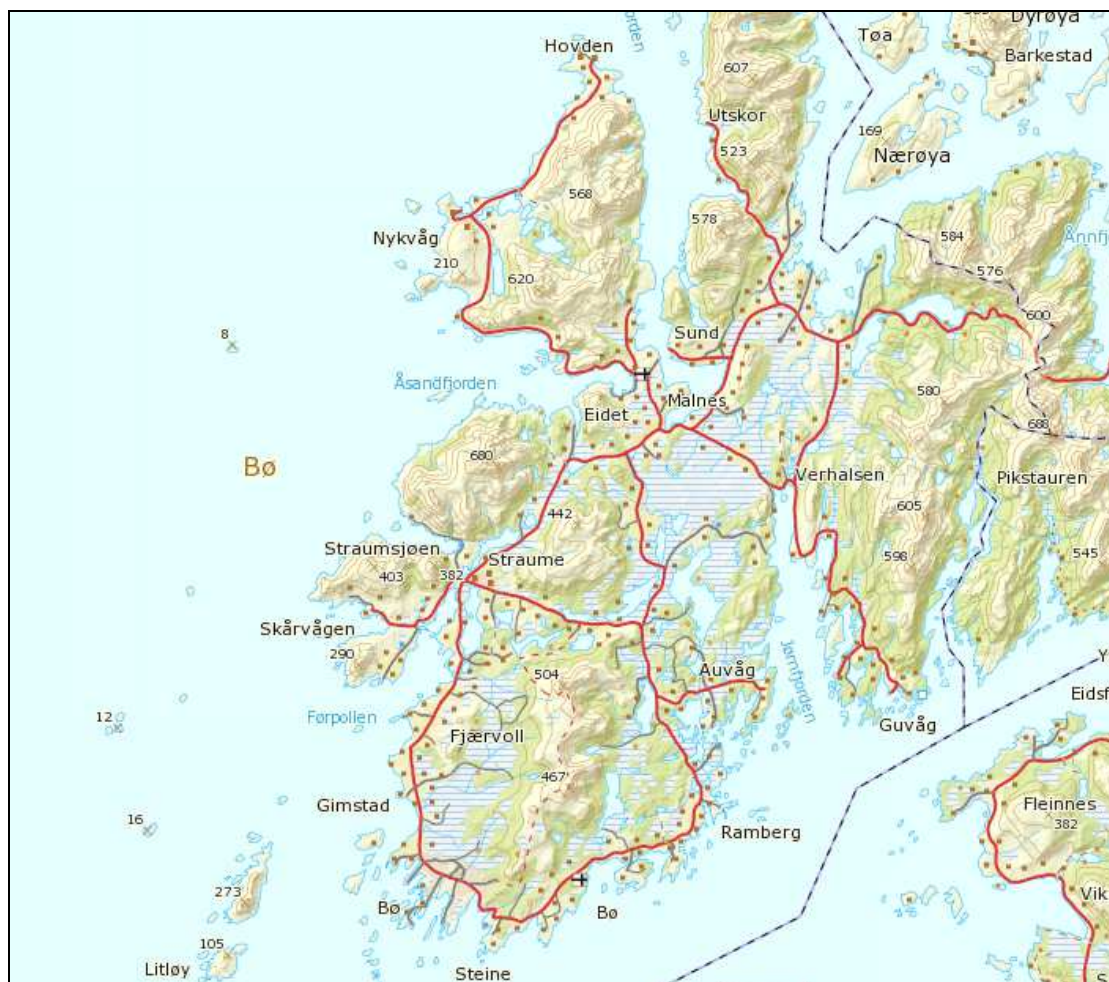 Dyrøya
Tøa
Hovden
Barkestad
607
Utskor
169
523
Nærøya
568
578
Nykvåg
584
210
620
576
600
8
Sund
Åsandfjorden
580
Malnes
Eidet
688
680
Bø
Verhalsen
Pikstauren
605
442
Straumsjøen
598
545
403
382
Straume
Skårvågen
290
504
Auvåg
Jørnfjorden
12
Førpollen
Guvåg
Fjærvoll
467
Gimstad
Fleinnes
16
Ramberg
382
273
Bø
Bø
Vik
105
Litløy
Steine